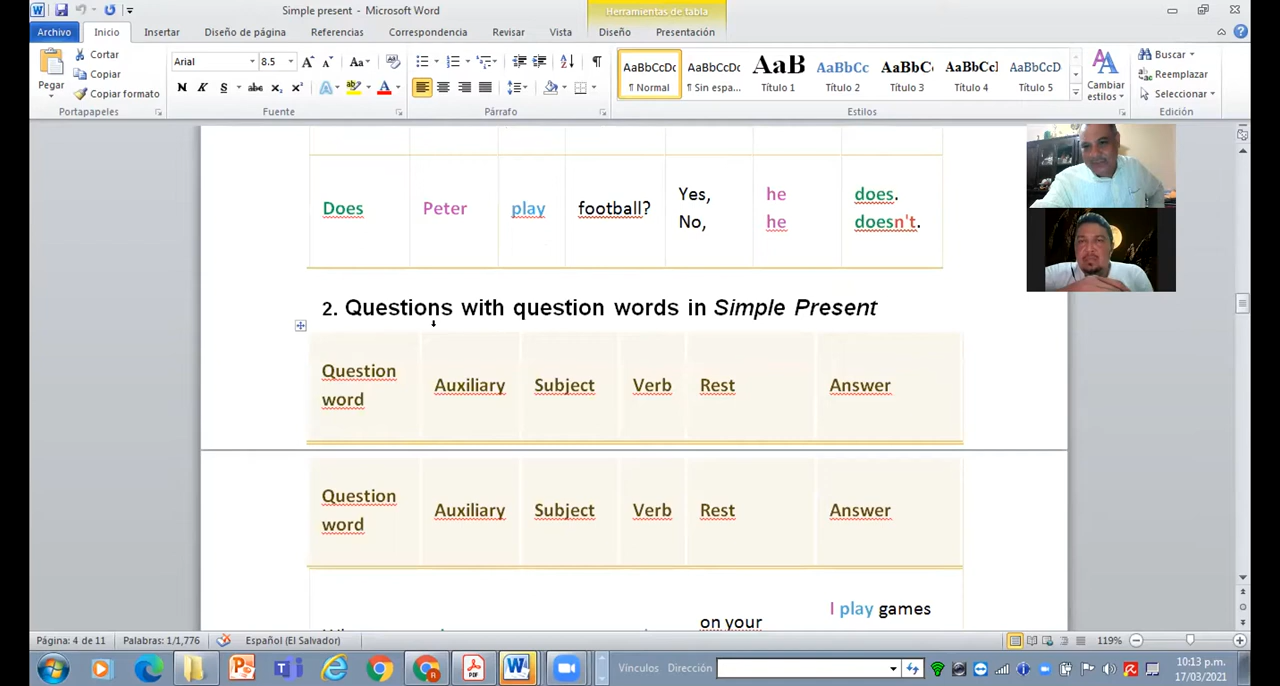 Simple present - Microsoft Word
Herramientas de tabla
Archivo Inicio Insertar Diseño de página Referencias Correspondencia Revisar Vista Diseño Presentación
Pegar
Cortar
Copiar
Copiar formato
Portapapeles
Arial 8.5
N K S abc x₂ x²
Fuente
Párrafo
AaBbCcDc AaBbCcDc AaB AaBbCc AaBbC AaBbCcI AaBbCcD
¶ Normal ¶ Sin espa... Título 1 Título 2 Título 3 Título 4 Título 5
Estilos
Cambiar estilos
Buscar
Reemplazar
Seleccionar
Edición
Does Peter play football? Yes, he does.
No, he doesn't.
2. Questions with question words in Simple Present
Question word Auxiliary Subject Verb Rest Answer
Question word Auxiliary Subject Verb Rest Answer
on your
I play games
Página: 4 de 11 Palabras: 1/1,776 Español (El Salvador) 119%
Vínculos Dirección
10:13 p.m.
17/03/2021